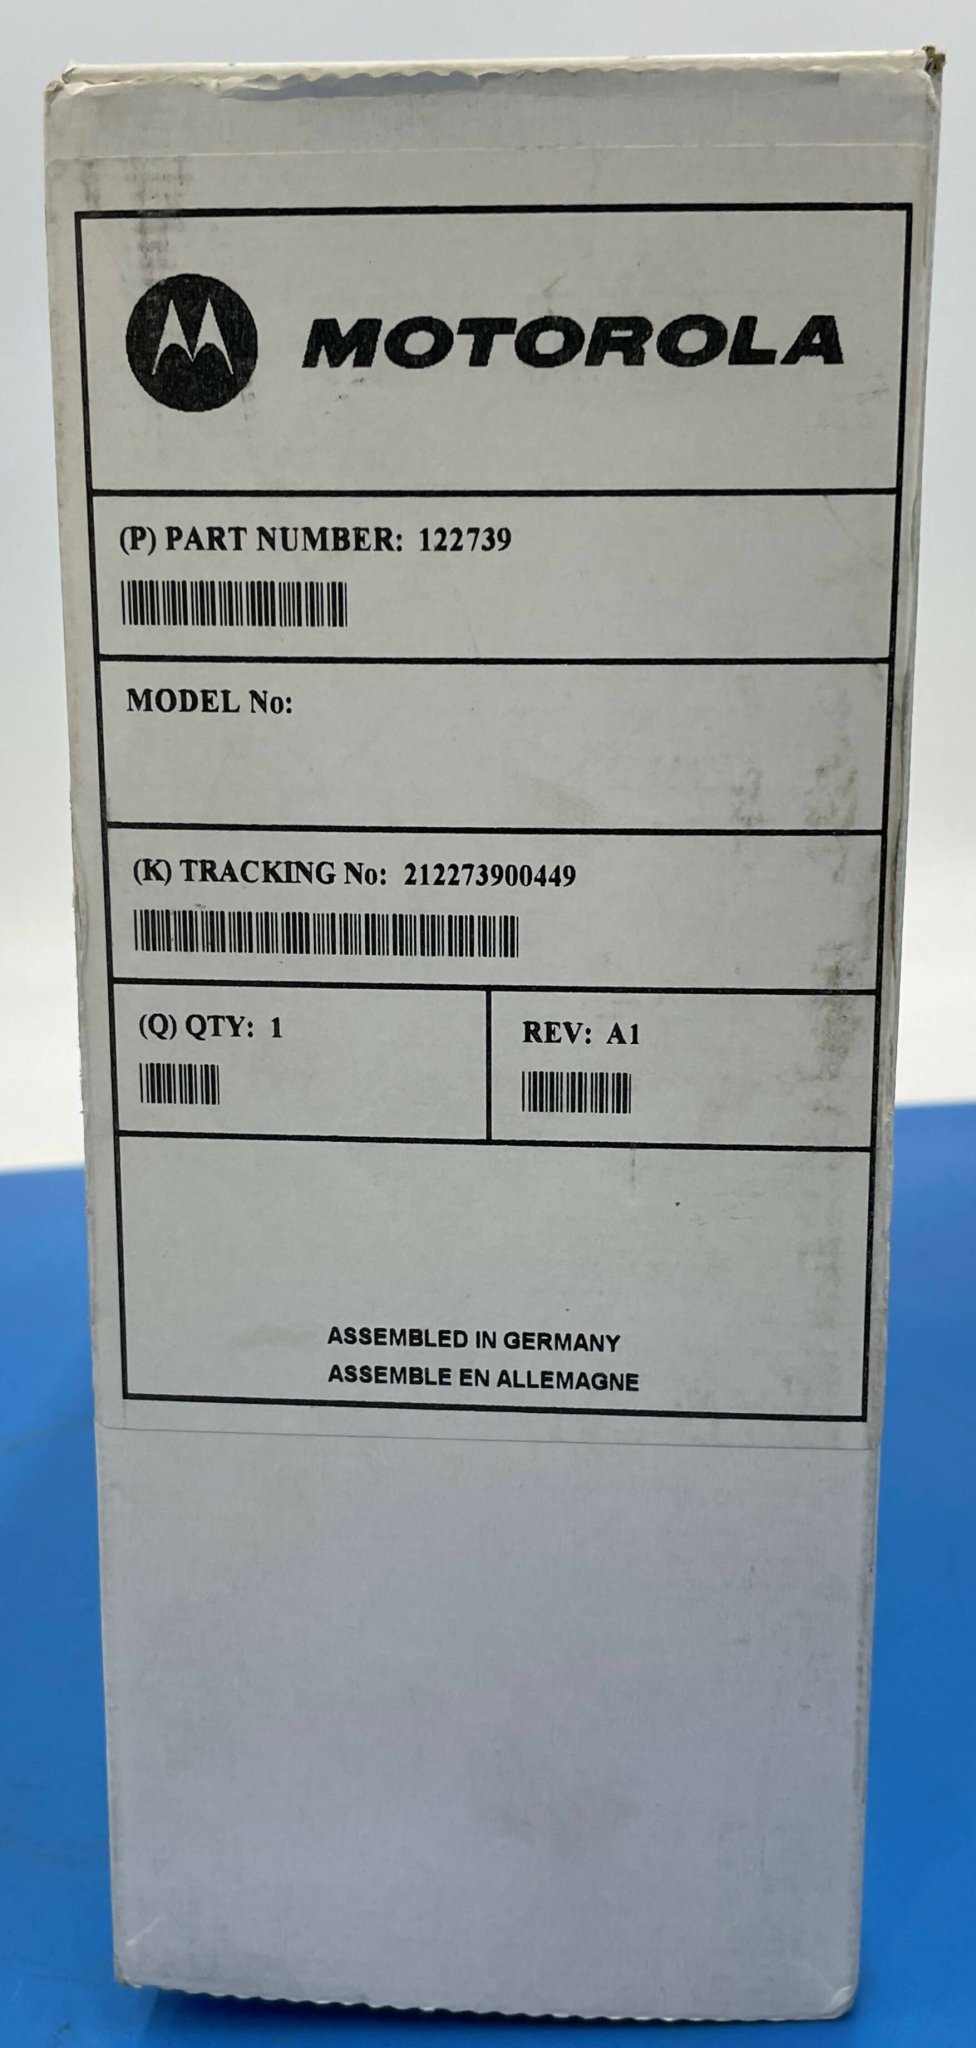 MOTOROLA
(P) PART NUMBER: 122739
MODEL No:
(K) TRACKING No: 212273900449
(Q) QTY: 1
REV: A1
ASSEMBLED IN GERMANY
ASSEMBLE EN ALLEMAGNE